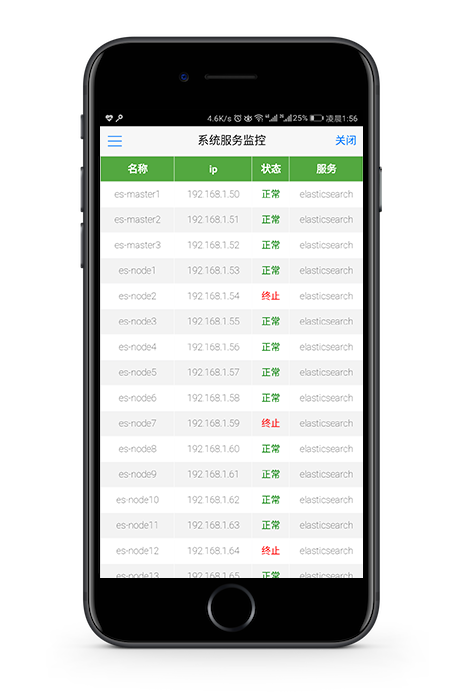 4.6K/s 25% 凌晨1:56
系统服务监控 关闭
名称 ip 状态 服务
es-master1 192.168.1.50 正常 elasticsearch
es-master2 192.168.1.51 正常 elasticsearch
es-master3 192.168.1.52 正常 elasticsearch
es-node1 192.168.1.53 正常 elasticsearch
es-node2 192.168.1.54 终止 elasticsearch
es-node3 192.168.1.55 正常 elasticsearch
es-node4 192.168.1.56 正常 elasticsearch
es-node5 192.168.1.57 正常 elasticsearch
es-node6 192.168.1.58 正常 elasticsearch
es-node7 192.168.1.59 终止 elasticsearch
es-node8 192.168.1.60 正常 elasticsearch
es-node9 192.168.1.61 正常 elasticsearch
es-node10 192.168.1.62 正常 elasticsearch
es-node11 192.168.1.63 正常 elasticsearch
es-node12 192.168.1.64 终止 elasticsearch
es-node13 192.168.1.65 正常 elasticsearch